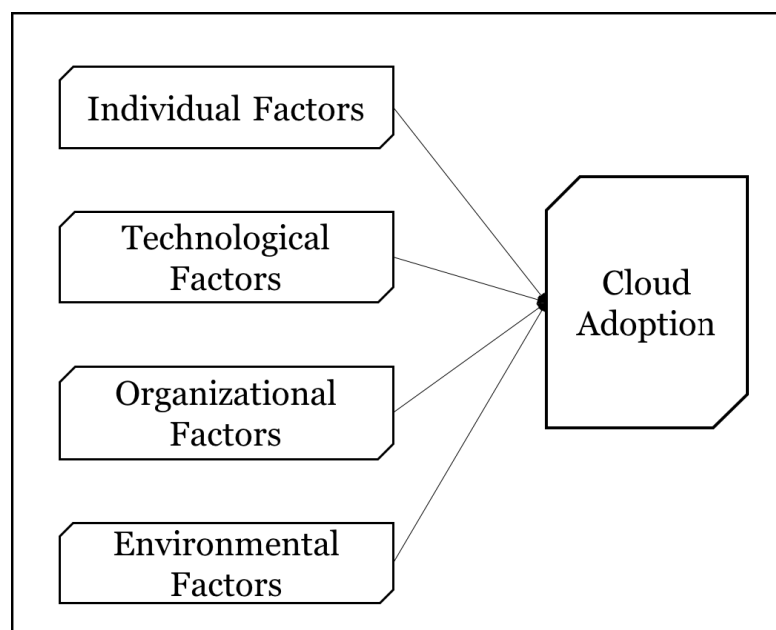 Individual Factors
Technological
Factors
Organizational
Factors
Environmental
Factors
Cloud
Adoption